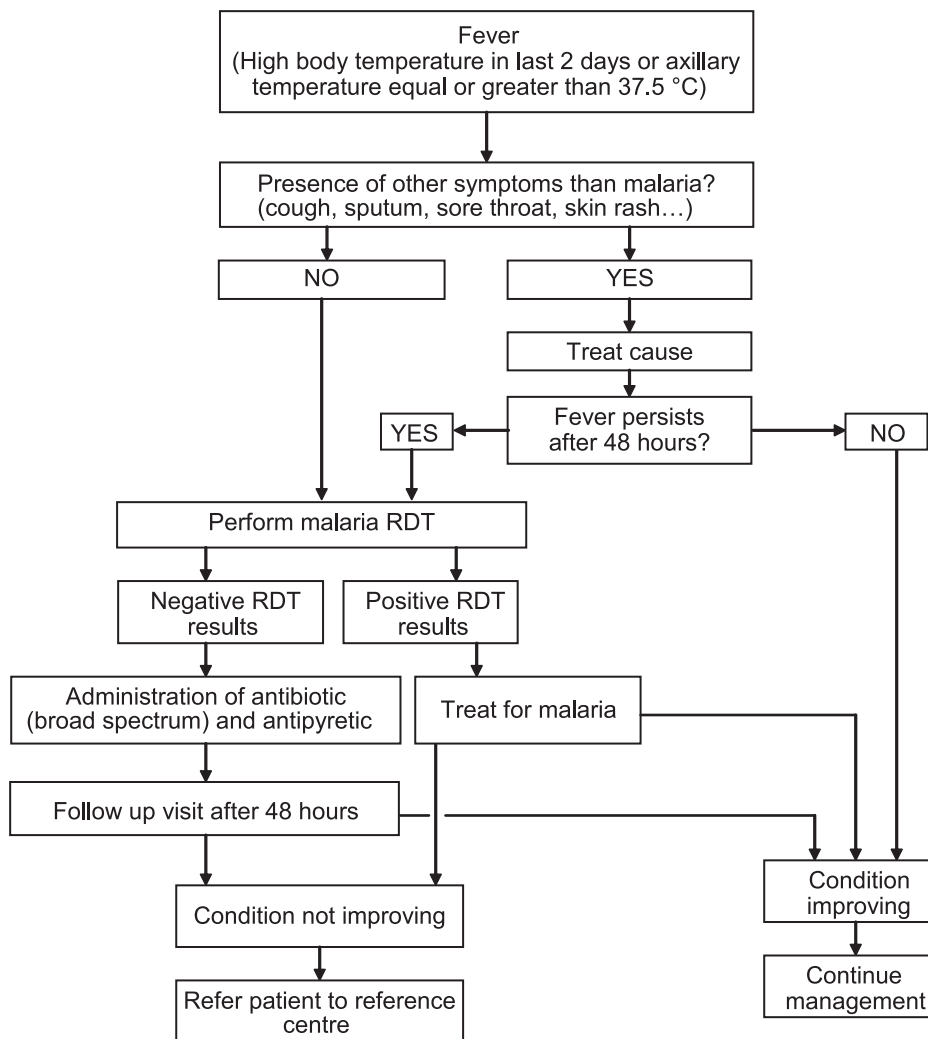 Fever
(High body temperature in last 2 days or axillary
temperature equal or greater than 37.5 °C)
Presence of other symptoms than malaria?
(cough, sputum, sore throat, skin rash…)
NO
YES
Treat cause
Fever persists
after 48 hours?
YES
NO
Perform malaria RDT
Negative RDT
results
Positive RDT
results
Administration of antibiotic
(broad spectrum) and antipyretic
Treat for malaria
Follow up visit after 48 hours
Condition not improving
Condition
improving
Refer patient to reference
centre
Continue
management